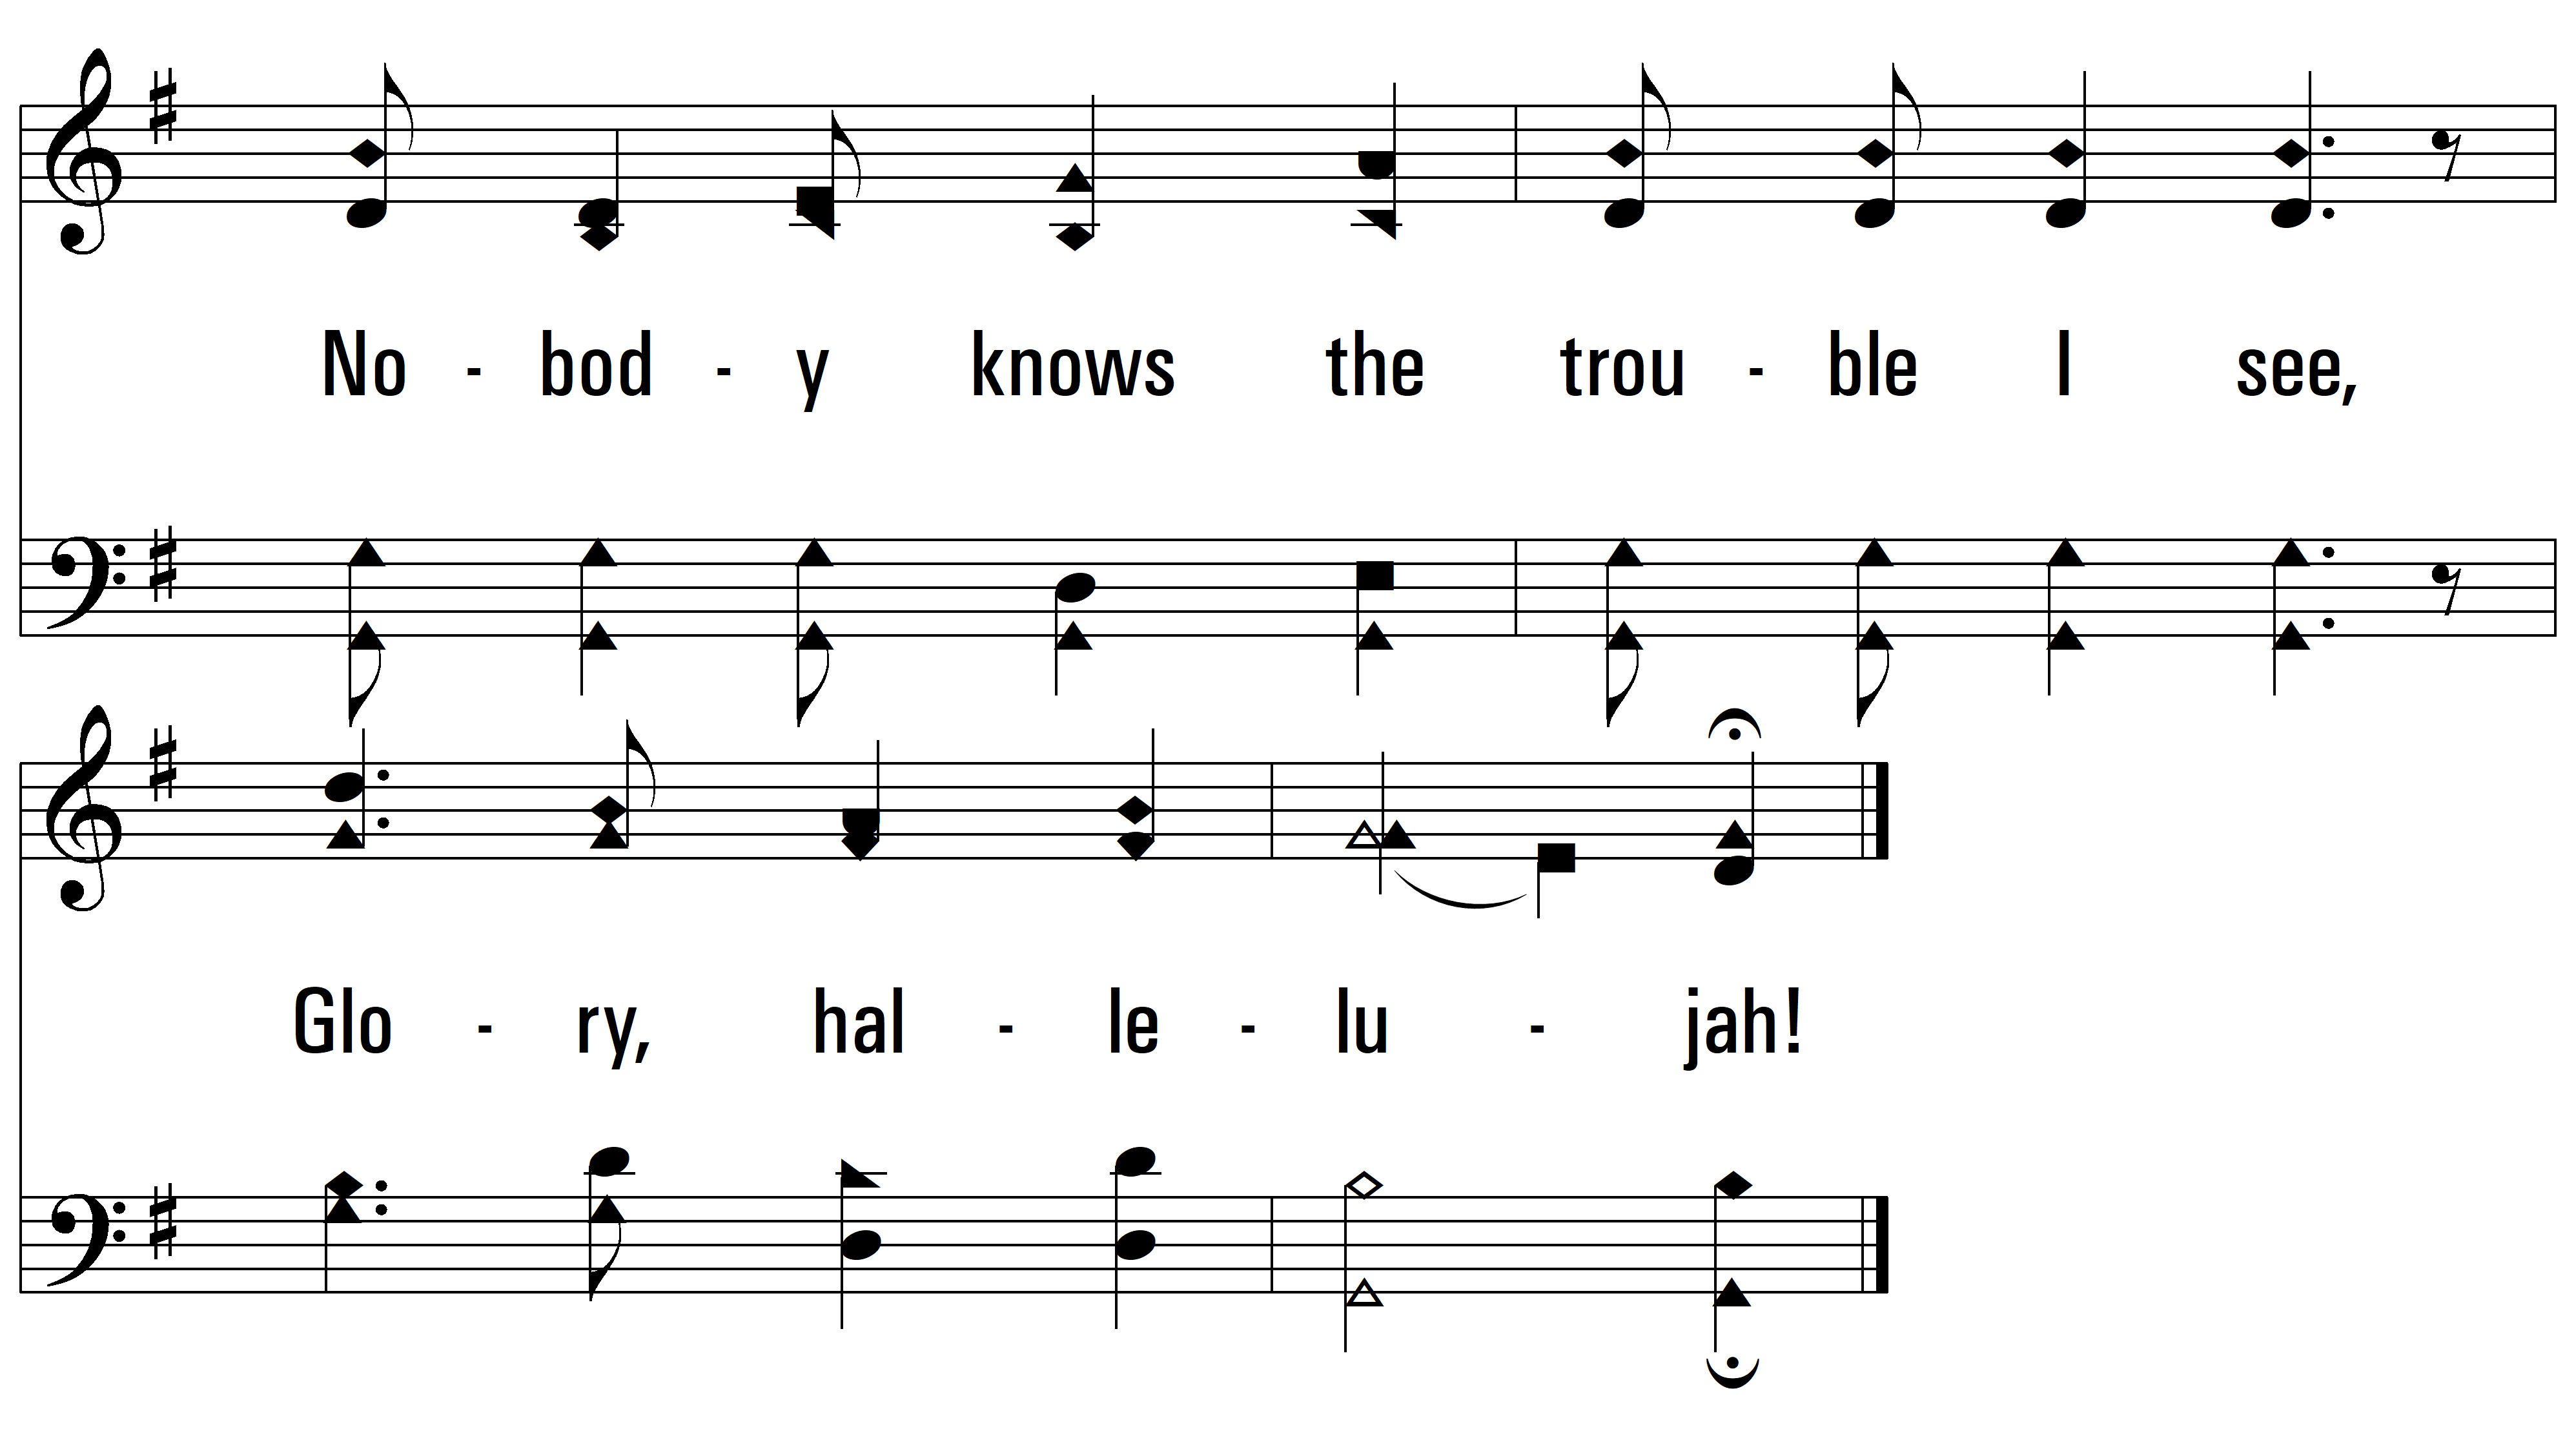 No - bod - y knows the trou - ble I see,
Glo - ry, hal - le - lu - jah!